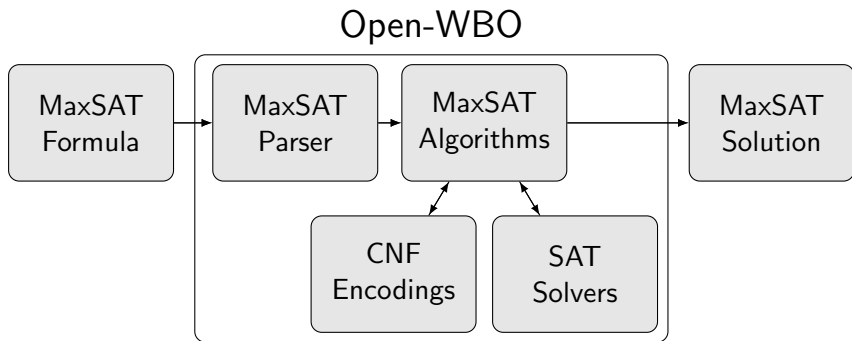 Open-WBO
MaxSAT
Formula
MaxSAT
Parser
MaxSAT
Algorithms
MaxSAT
Solution
CNF
Encodings
SAT
Solvers